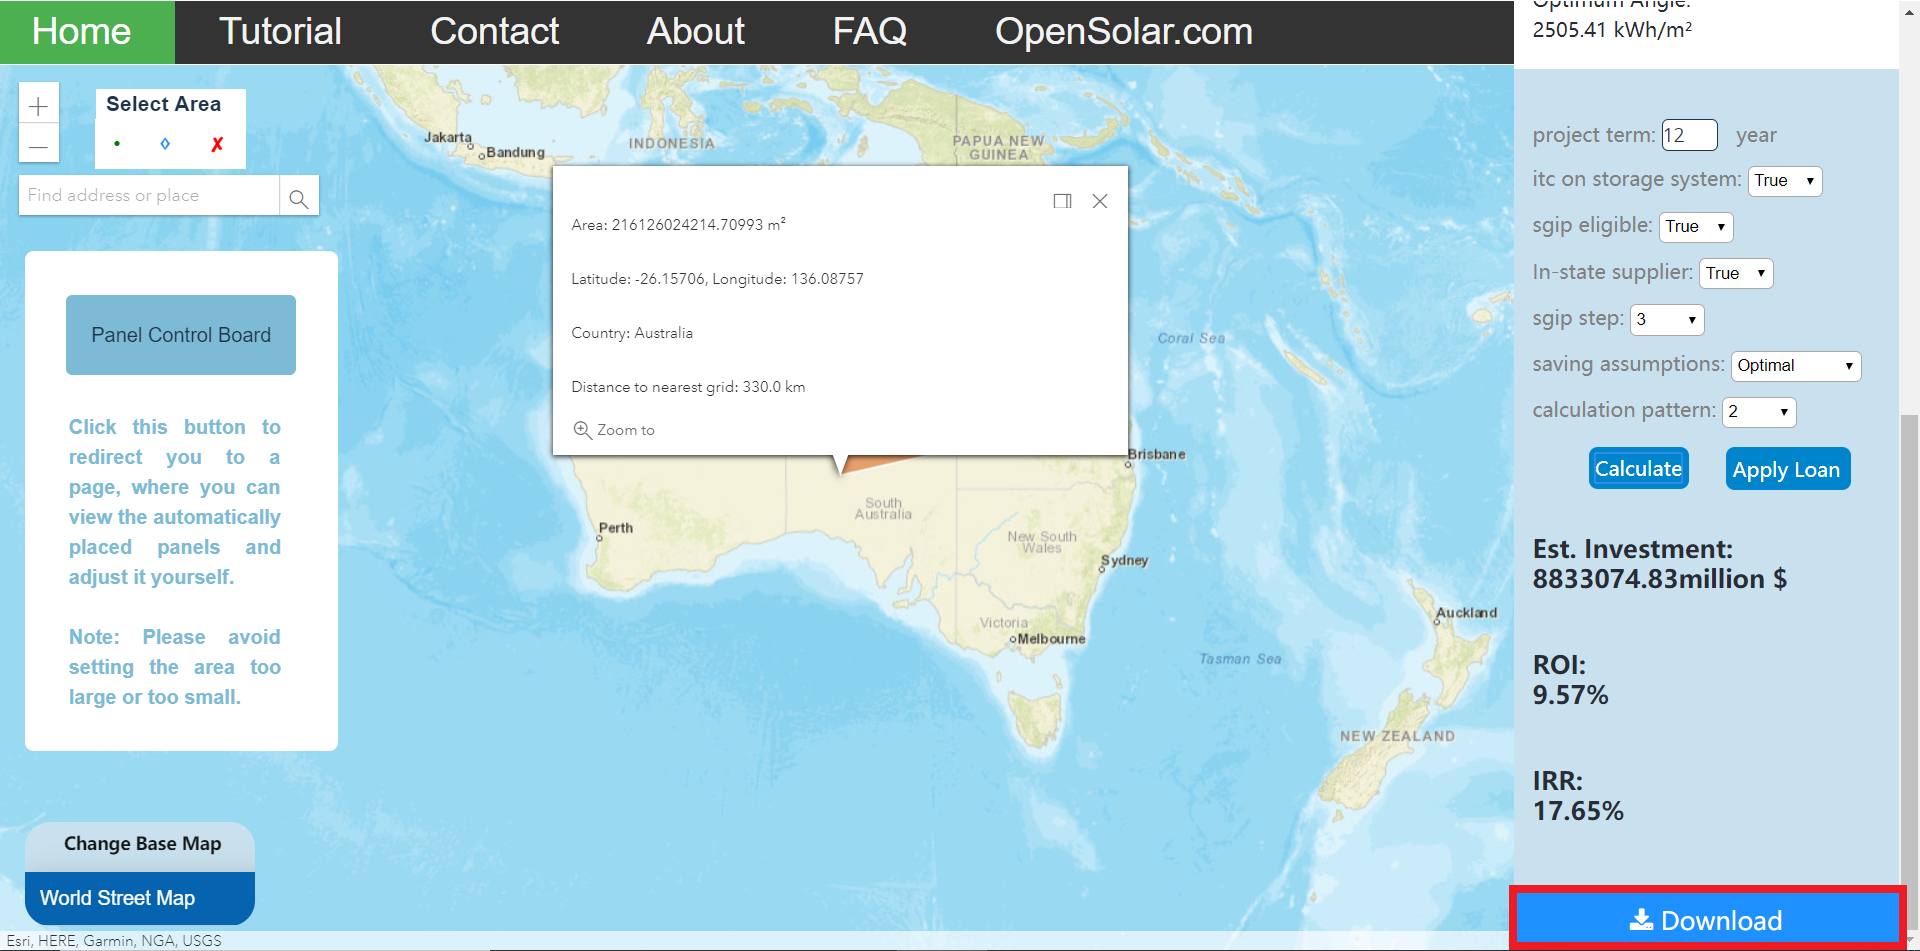 Home Tutorial Contact About FAQ OpenSolar.com
Select Area
Find address or place
Panel Control Board
Click this button to
redirect you to a
page, where you can
view the automatically
placed panels and
adjust it yourself.
Note: Please avoid
setting the area too
large or too small.
Change Base Map
World Street Map
Esri, HERE, Garmin, NGA, USGS
Jakarta
Bandung
INDONESIA
PAPUA NEW
GUINEA
Area: 216126024214.70993 m²
Latitude: -26.15706, Longitude: 136.08757
Country: Australia
Distance to nearest grid: 330.0 km
Zoom to
Coral Sea
Brisbane
South
Australia
Perth
New South
Wales
Sydney
Victoria
Melbourne
Auckland
Tasman Sea
NEW ZEALAND
Optimum Angle:
2505.41 kWh/m²
project term: 12 year
itc on storage system: True
sgip eligible: True
In-state supplier: True
sgip step: 3
saving assumptions: Optimal
calculation pattern: 2
Calculate Apply Loan
Est. Investment:
8833074.83million $
ROI:
9.57%
IRR:
17.65%
Download